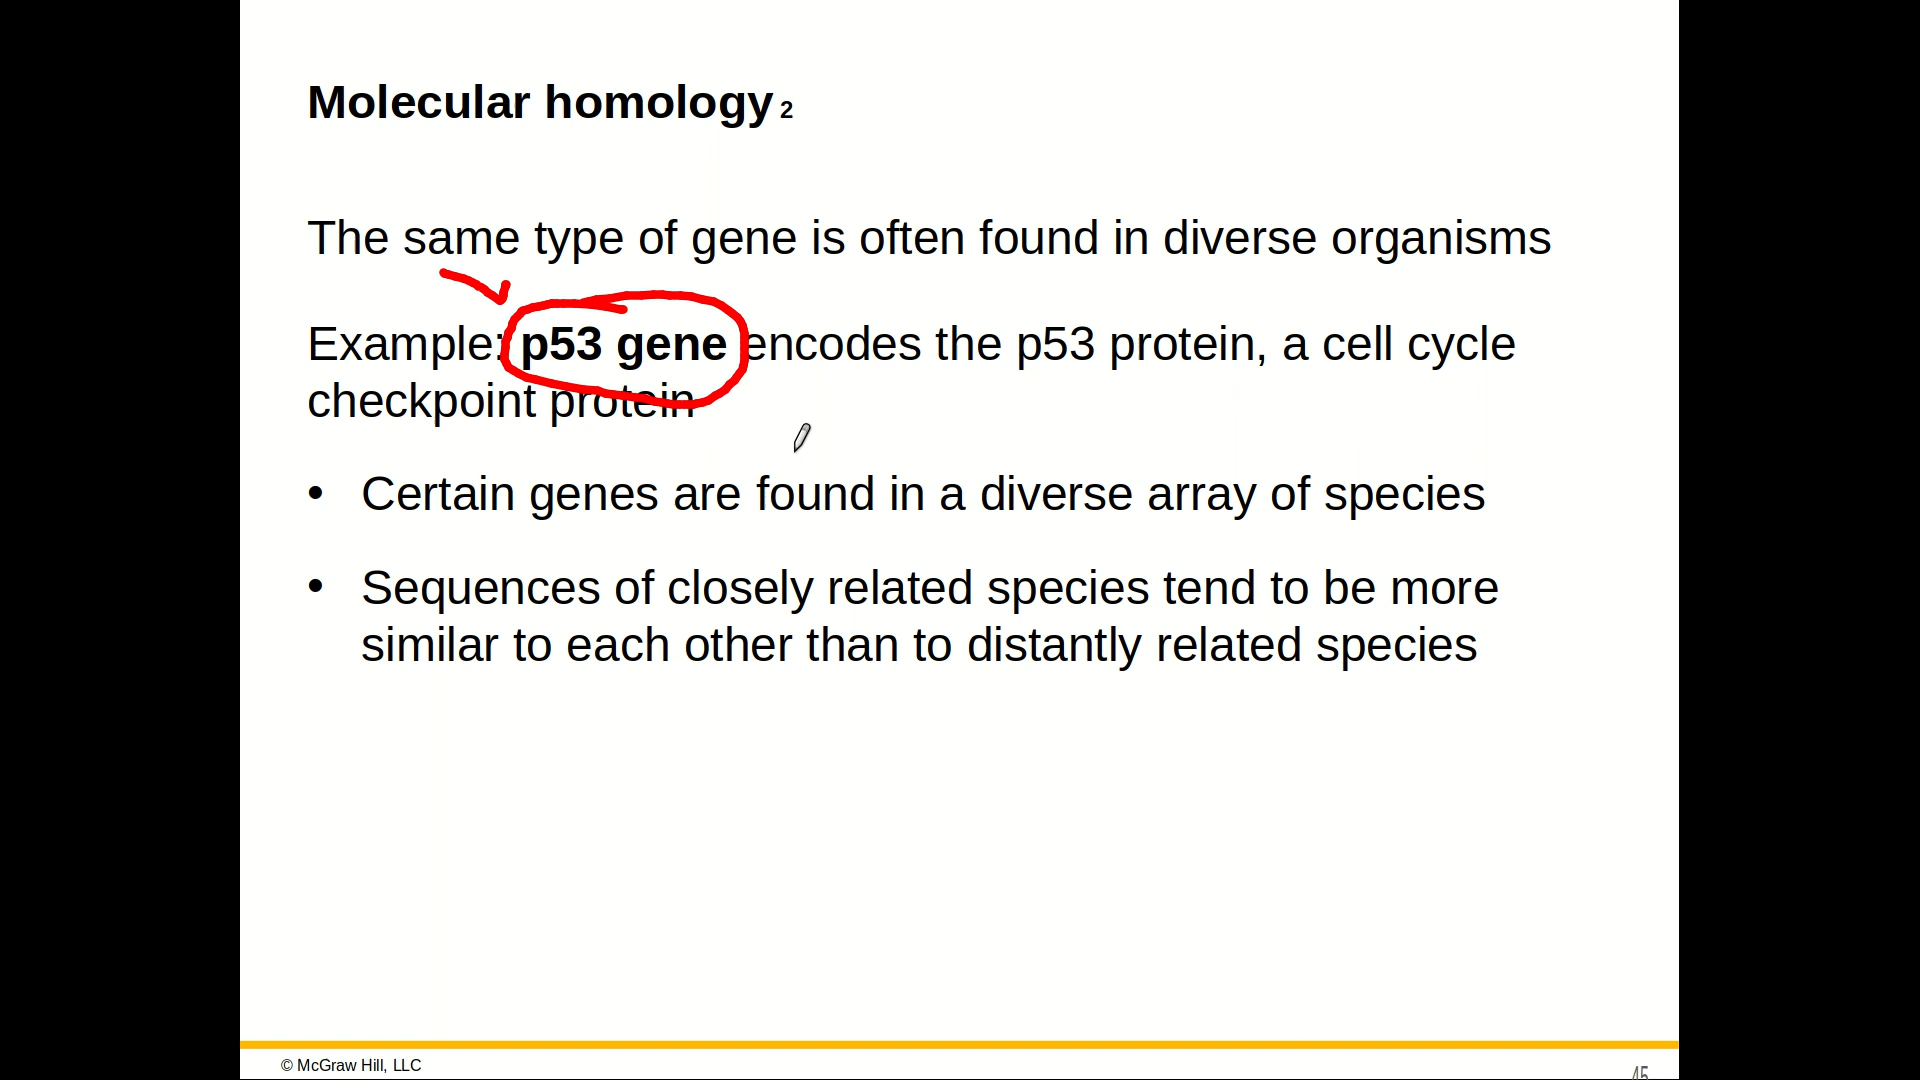 Molecular homology 2
The same type of gene is often found in diverse organisms
Example: p53 gene encodes the p53 protein, a cell cycle
checkpoint protein
• Certain genes are found in a diverse array of species
• Sequences of closely related species tend to be more
similar to each other than to distantly related species
© McGraw Hill, LLC
45